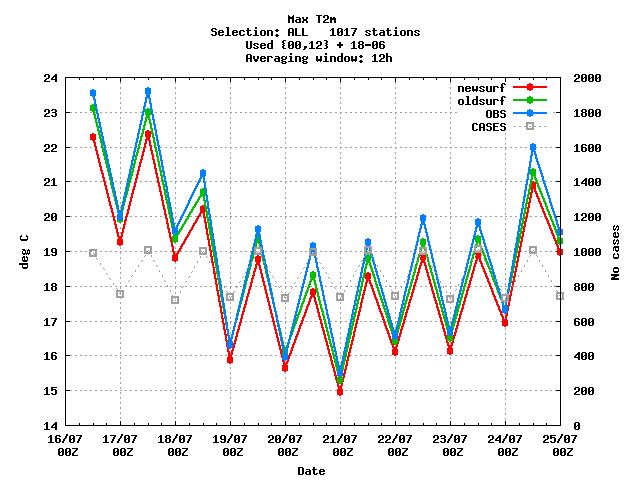 Max T2m
Selection: ALL   1017 stations
Used {00,12} + 18-06
Averaging window: 12h
newsurf
oldsurf
OBS
CASES
deg C
24
23
22
21
20
19
18
17
16
15
14
2000
1800
1600
1400
1200
1000
800
600
400
200
0
No cases
16/07 17/07 18/07 19/07 20/07 21/07 22/07 23/07 24/07 25/07
00Z 00Z 00Z 00Z 00Z 00Z 00Z 00Z 00Z 00Z
Date